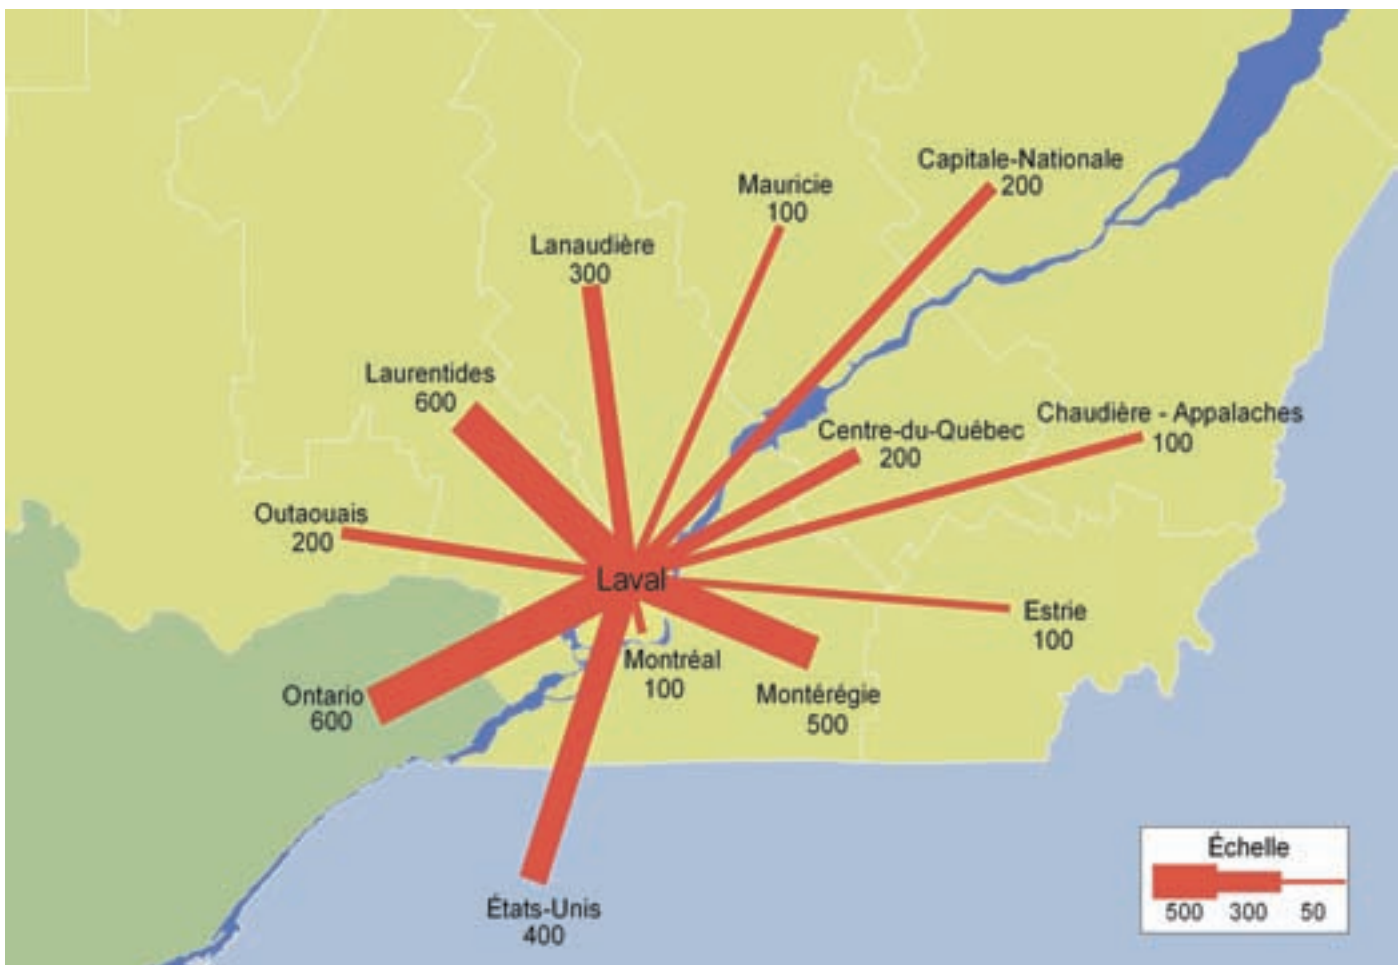 Capitale-Nationale
200
Mauricie
100
Lanaudière
300
Laurentides
600
Chaudière - Appalaches
100
Centre-du-Québec
200
Outaouais
200
Laval
Estrie
100
Montréal
100
Ontario
600
Montérégie
500
États-Unis
400
Échelle
500 300 50